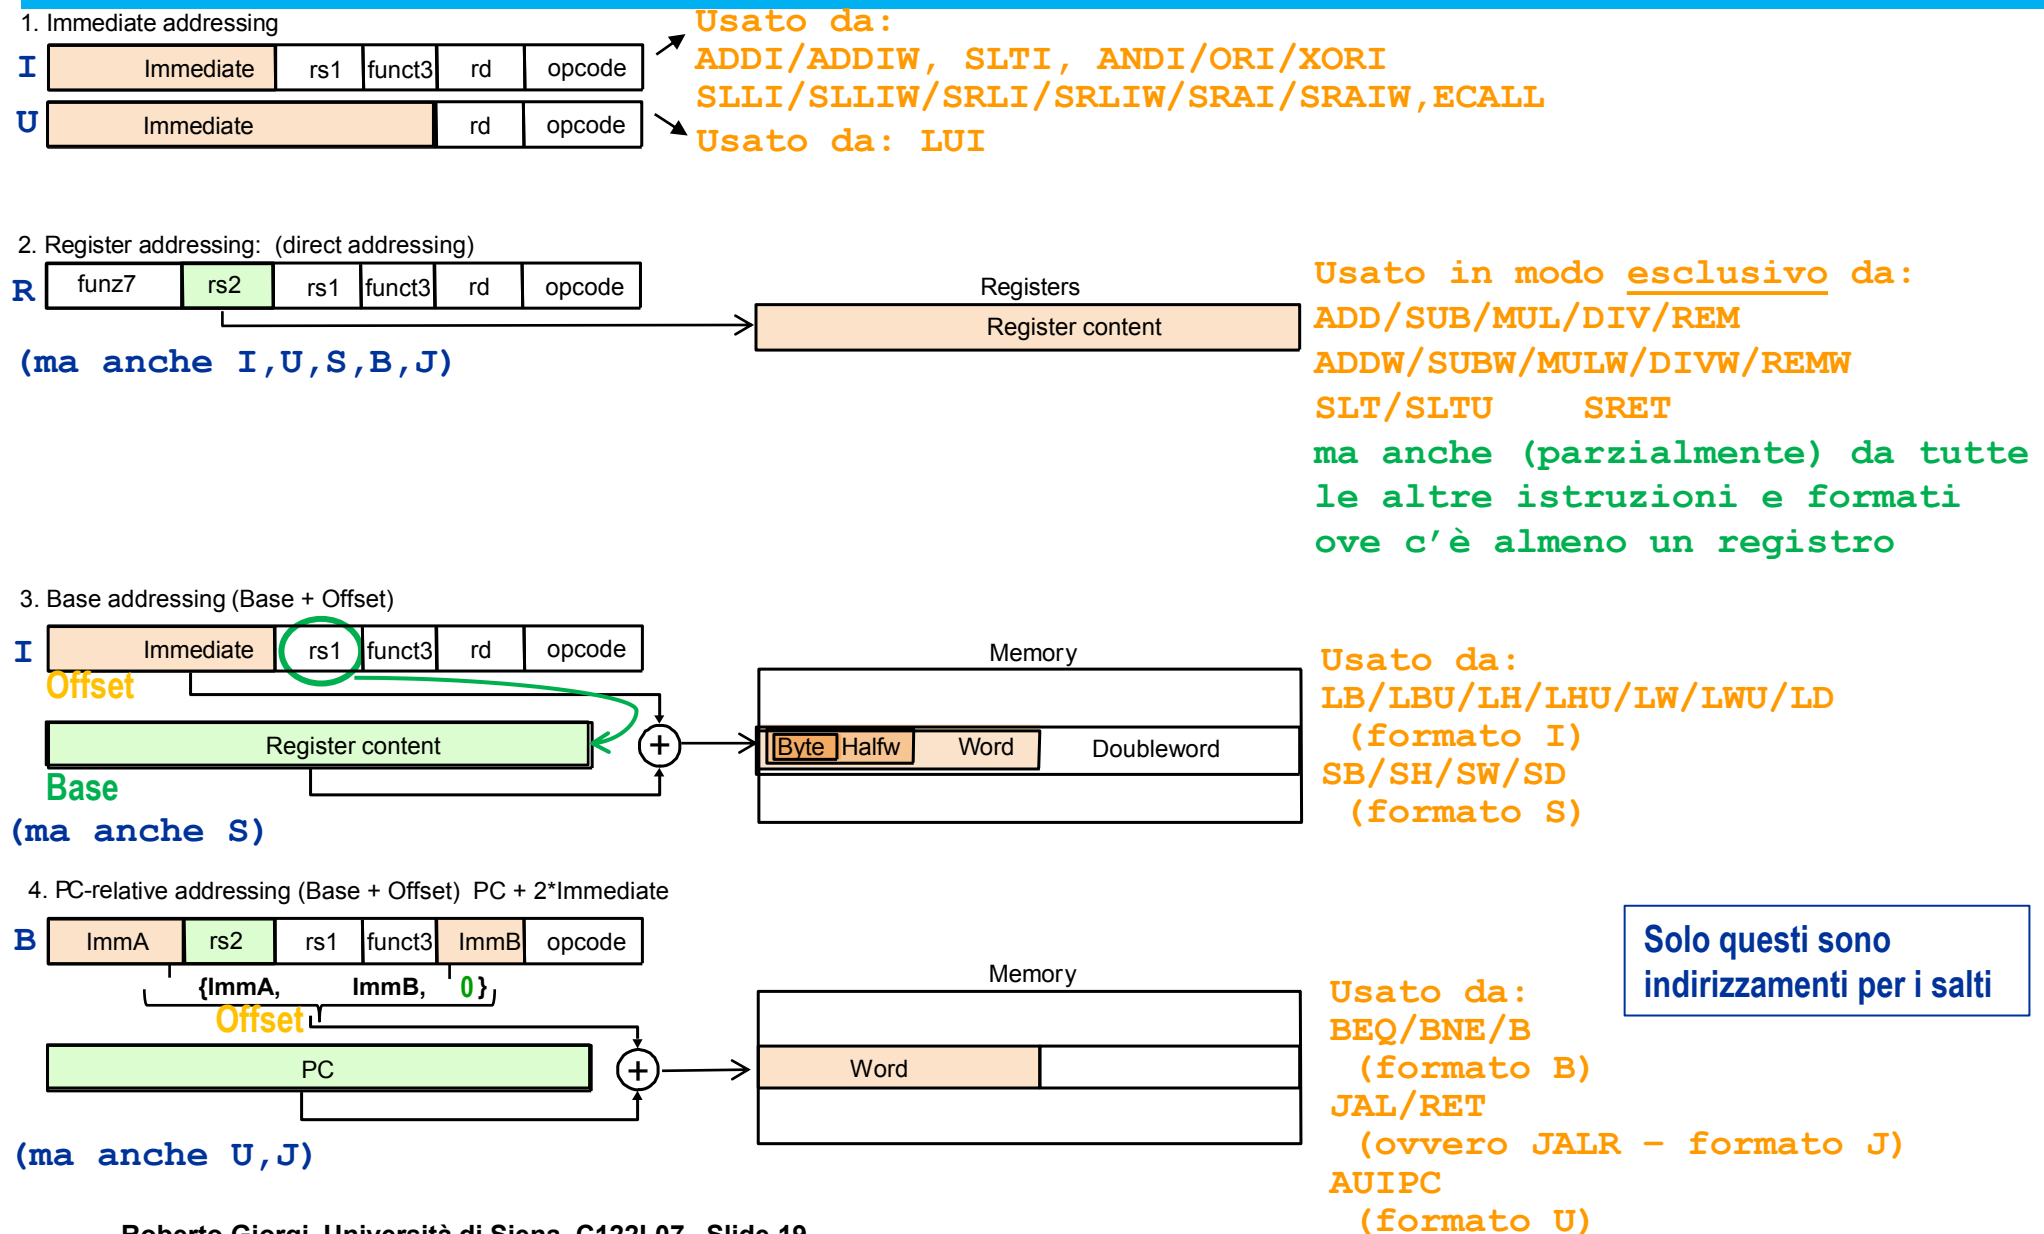 1. Immediate addressing
I Immediate rs1 funct3 rd opcode
U Immediate rd opcode
Usato da:
ADDI/ADDIW, SLTI, ANDI/ORI/XORI
SLLI/SLLIW/SRLI/SRLIW/SRAI/SRAIW,ECALL
Usato da: LUI
2. Register addressing: (direct addressing)
R funz7 rs2 rs1 funct3 rd opcode
(ma anche I,U,S,B,J)
Registers
Register content
Usato in modo esclusivo da:
ADD/SUB/MUL/DIV/REM
ADDW/SUBW/MULW/DIVW/REMW
SLT/SLTU SRET
ma anche (parzialmente) da tutte
le altre istruzioni e formati
ove c'è almeno un registro
3. Base addressing (Base + Offset)
I Immediate rs1 funct3 rd opcode
Offset
Register content
Base
(ma anche S)
+
Memory
Byte Halfw Word Doubleword
Usato da:
LB/LBU/LH/LHU/LW/LWU/LD
(formato I)
SB/SH/SW/SD
(formato S)
4. PC-relative addressing (Base + Offset) PC + 2*Immediate
B ImmA rs2 rs1 funct3 ImmB opcode
{ImmA, ImmB, 0}
Offset
PC
+
(ma anche U,J)
Memory
Word
Usato da:
BEQ/BNE/B
(formato B)
JAL/RET
(ovvero JALR – formato J)
AUIPC
(formato U)
Solo questi sono
indirizzamenti per i salti
Roberto Giorgi, Università di Siena, C122L07, Slide 19